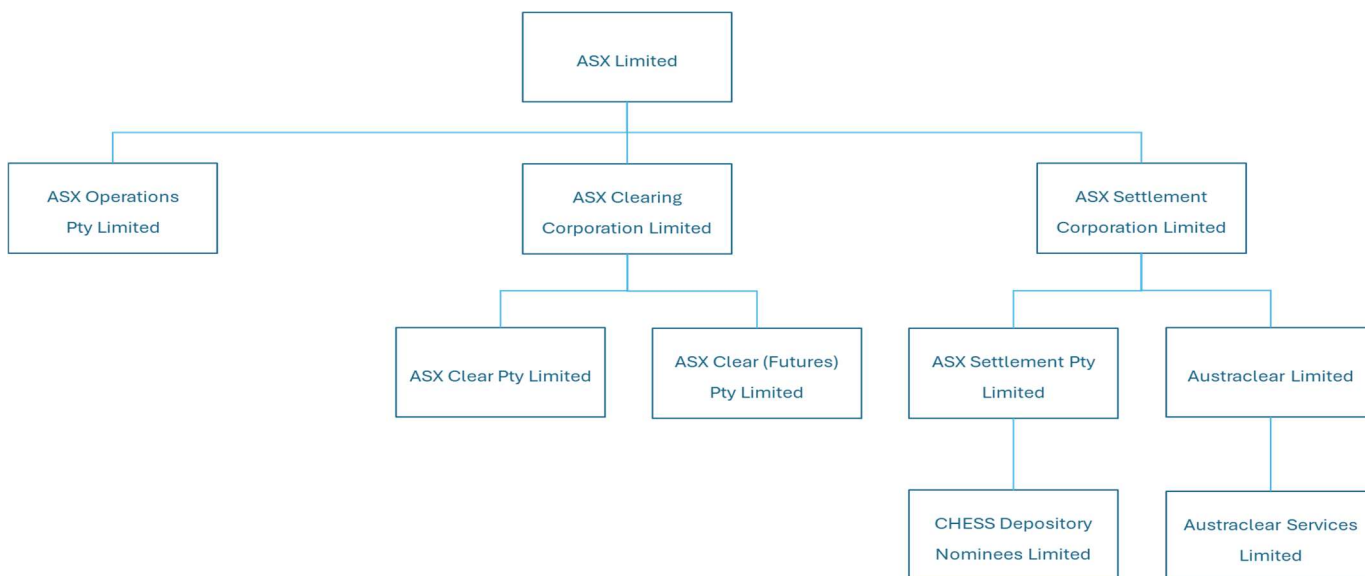 ASX Limited
ASX Operations
Pty Limited
ASX Clearing
Corporation Limited
ASX Settlement
Corporation Limited
ASX Clear Pty Limited
ASX Clear (Futures)
Pty Limited
ASX Settlement Pty
Limited
Austraclear Limited
CHESS Depository
Nominees Limited
Austraclear Services
Limited